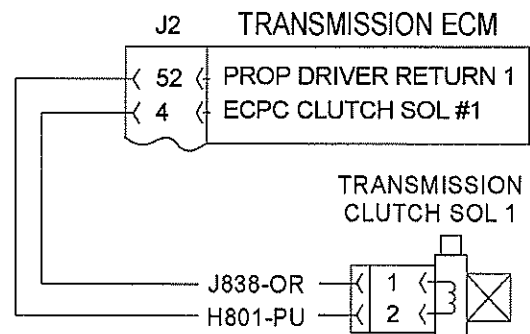 J2 TRANSMISSION ECM
52 PROP DRIVER RETURN 1
4 ECPC CLUTCH SOL #1
TRANSMISSION
CLUTCH SOL 1
J838-OR 1
H801-PU 2